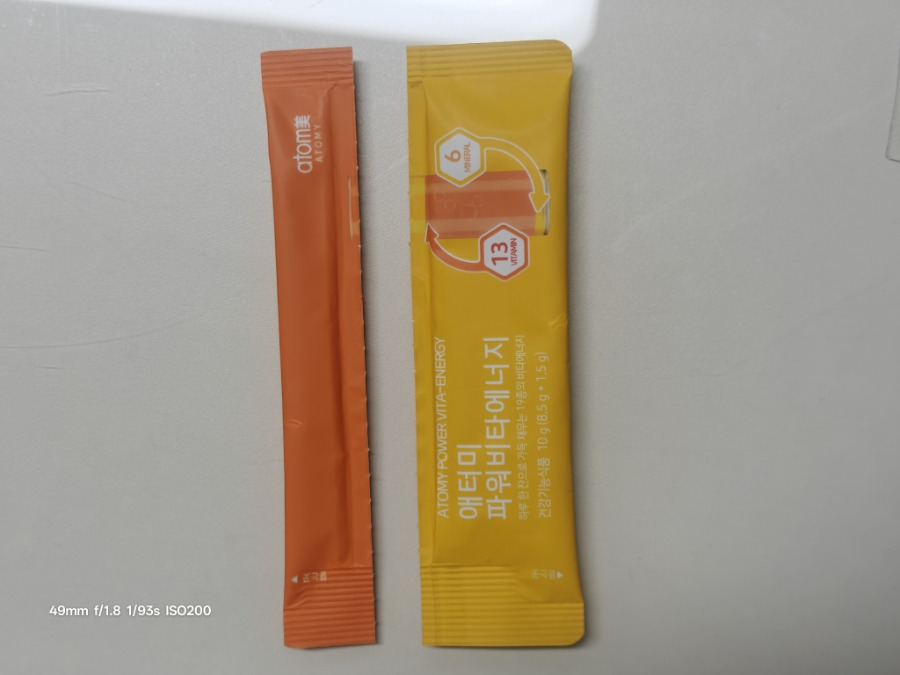 atom美
ATOMY
6
MINERAL
13
VITAMIN
ATOMY POWER VITA-ENERGY
애터미
파워비타에너지
하루 한 잔으로 가득 채우는 19종의 비타에너지
건강기능식품 10 g (8.5 g + 1.5 g)
49mm f/1.8 1/93s ISO200